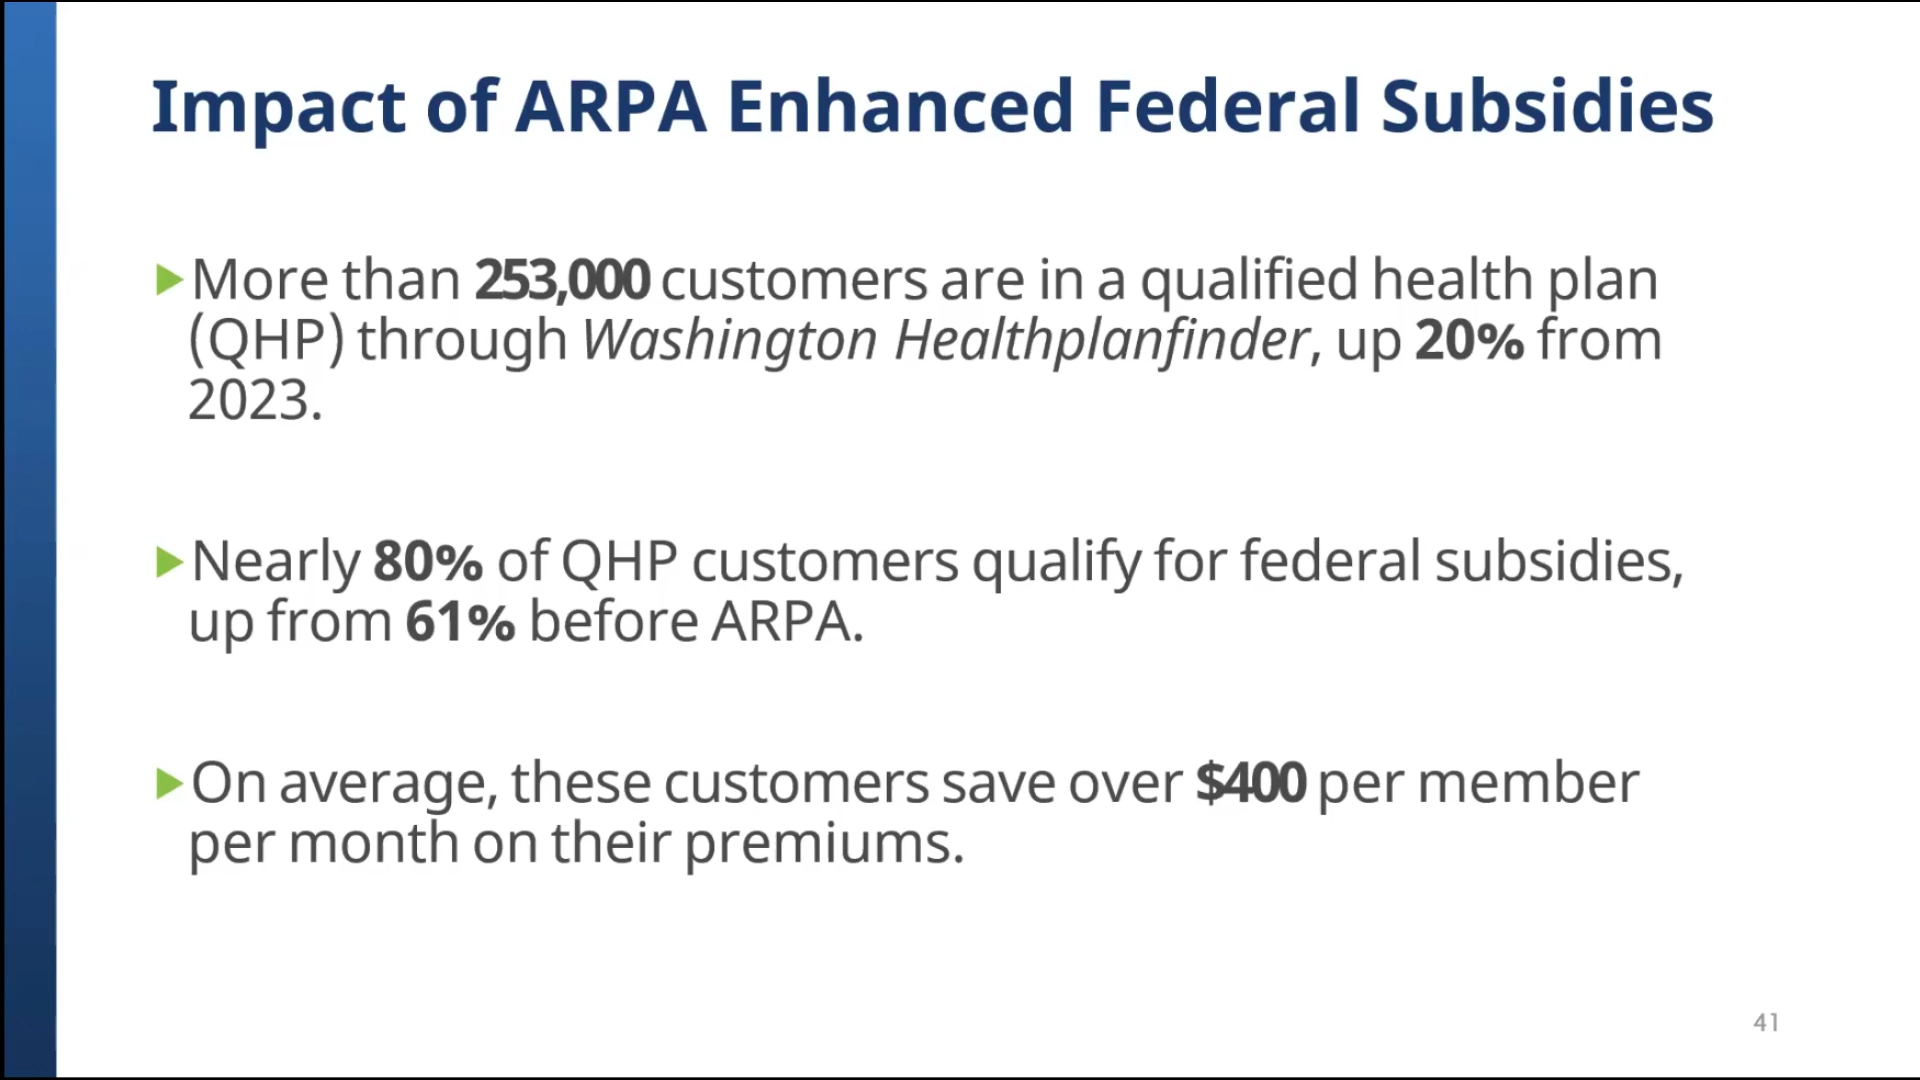 Impact of ARPA Enhanced Federal Subsidies
More than 253,000 customers are in a qualified health plan
(QHP) through Washington Healthplanfinder, up 20% from
2023.
Nearly 80% of QHP customers qualify for federal subsidies,
up from 61% before ARPA.
On average, these customers save over $400 per member
per month on their premiums.
41